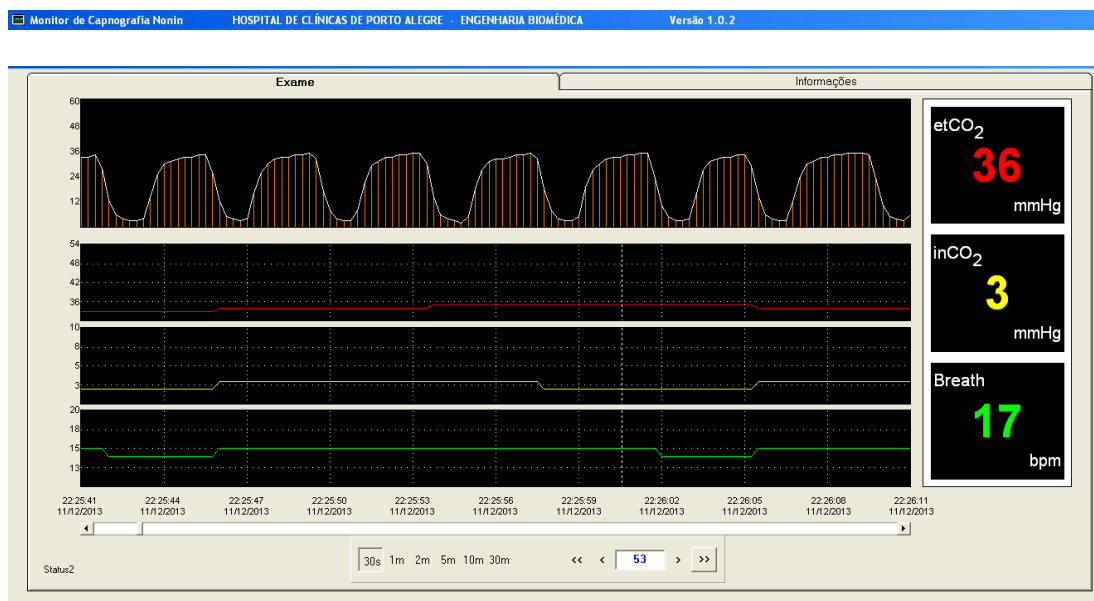 Monitor de Capnografia Nonin HOSPITAL DE CLÍNICAS DE PORTO ALEGRE - ENGENHARIA BIOMÉDICA Versão 1.0.2
Exame Informações
60
48
36
24
12
etCO2
36
mmHg
54
48
42
36
inCO2
3
mmHg
10
8
5
3
Breath
17
bpm
20
18
15
13
22:25:41 22:25:44 22:25:47 22:25:50 22:25:53 22:25:56 22:25:59 22:26:02 22:26:05 22:26:08 22:26:11
11/12/2013 11/12/2013 11/12/2013 11/12/2013 11/12/2013 11/12/2013 11/12/2013 11/12/2013 11/12/2013 11/12/2013 11/12/2013
30s 1m 2m 5m 10m 30m << < 53 > >>
Status2